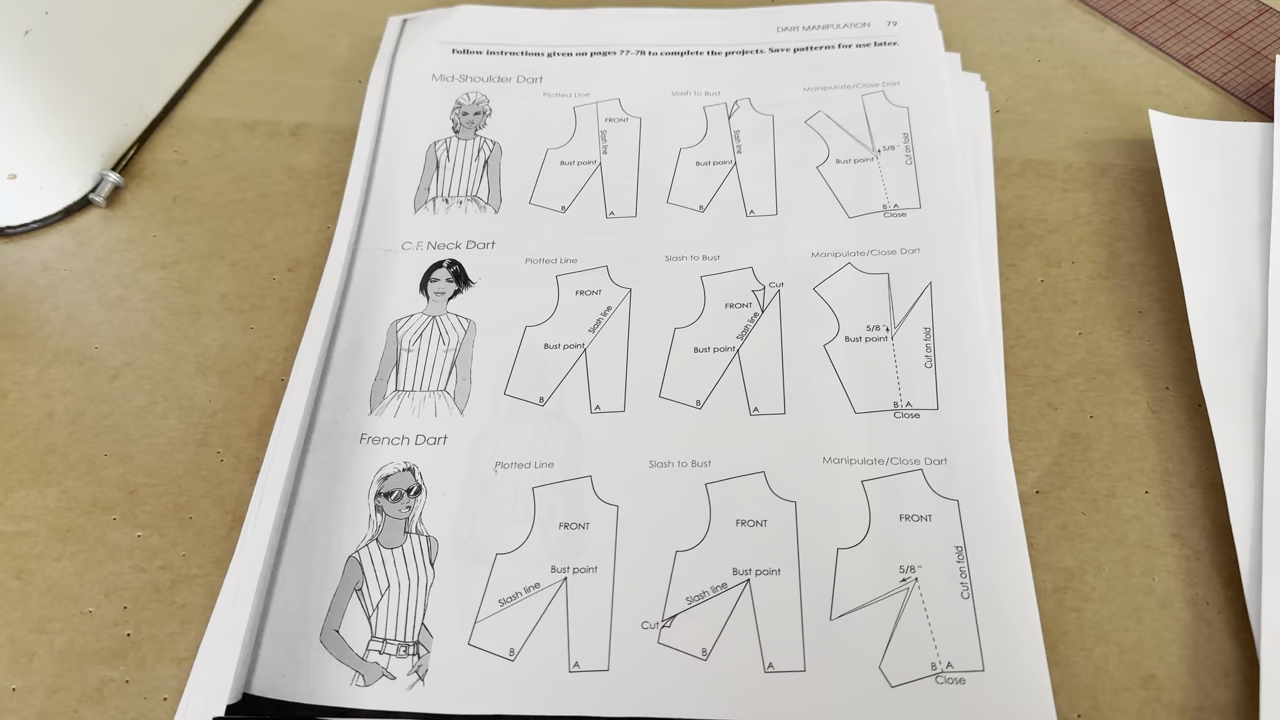 DART MANIPULATION 79
Follow instructions given on pages 77–78 to complete the projects. Save patterns for use later.
Mid-Shoulder Dart
Plotted Line
FRONT
Slash line
Bust point
B
A
Slash to Bust
Slash line
Bust point
B
A
Manipulate/Close Dart
5/8"
Bust point
Cut on fold
B A
Close
C.F. Neck Dart
Plotted Line
FRONT
Slash line
Bust point
B
A
Slash to Bust
Cut
FRONT
Slash line
Bust point
B
A
Manipulate/Close Dart
5/8"
Bust point
Cut on fold
B A
Close
French Dart
Plotted Line
FRONT
Bust point
Slash line
B
A
Slash to Bust
FRONT
Bust point
Slash line
Cut
B
A
Manipulate/Close Dart
FRONT
5/8"
Cut on fold
B A
Close